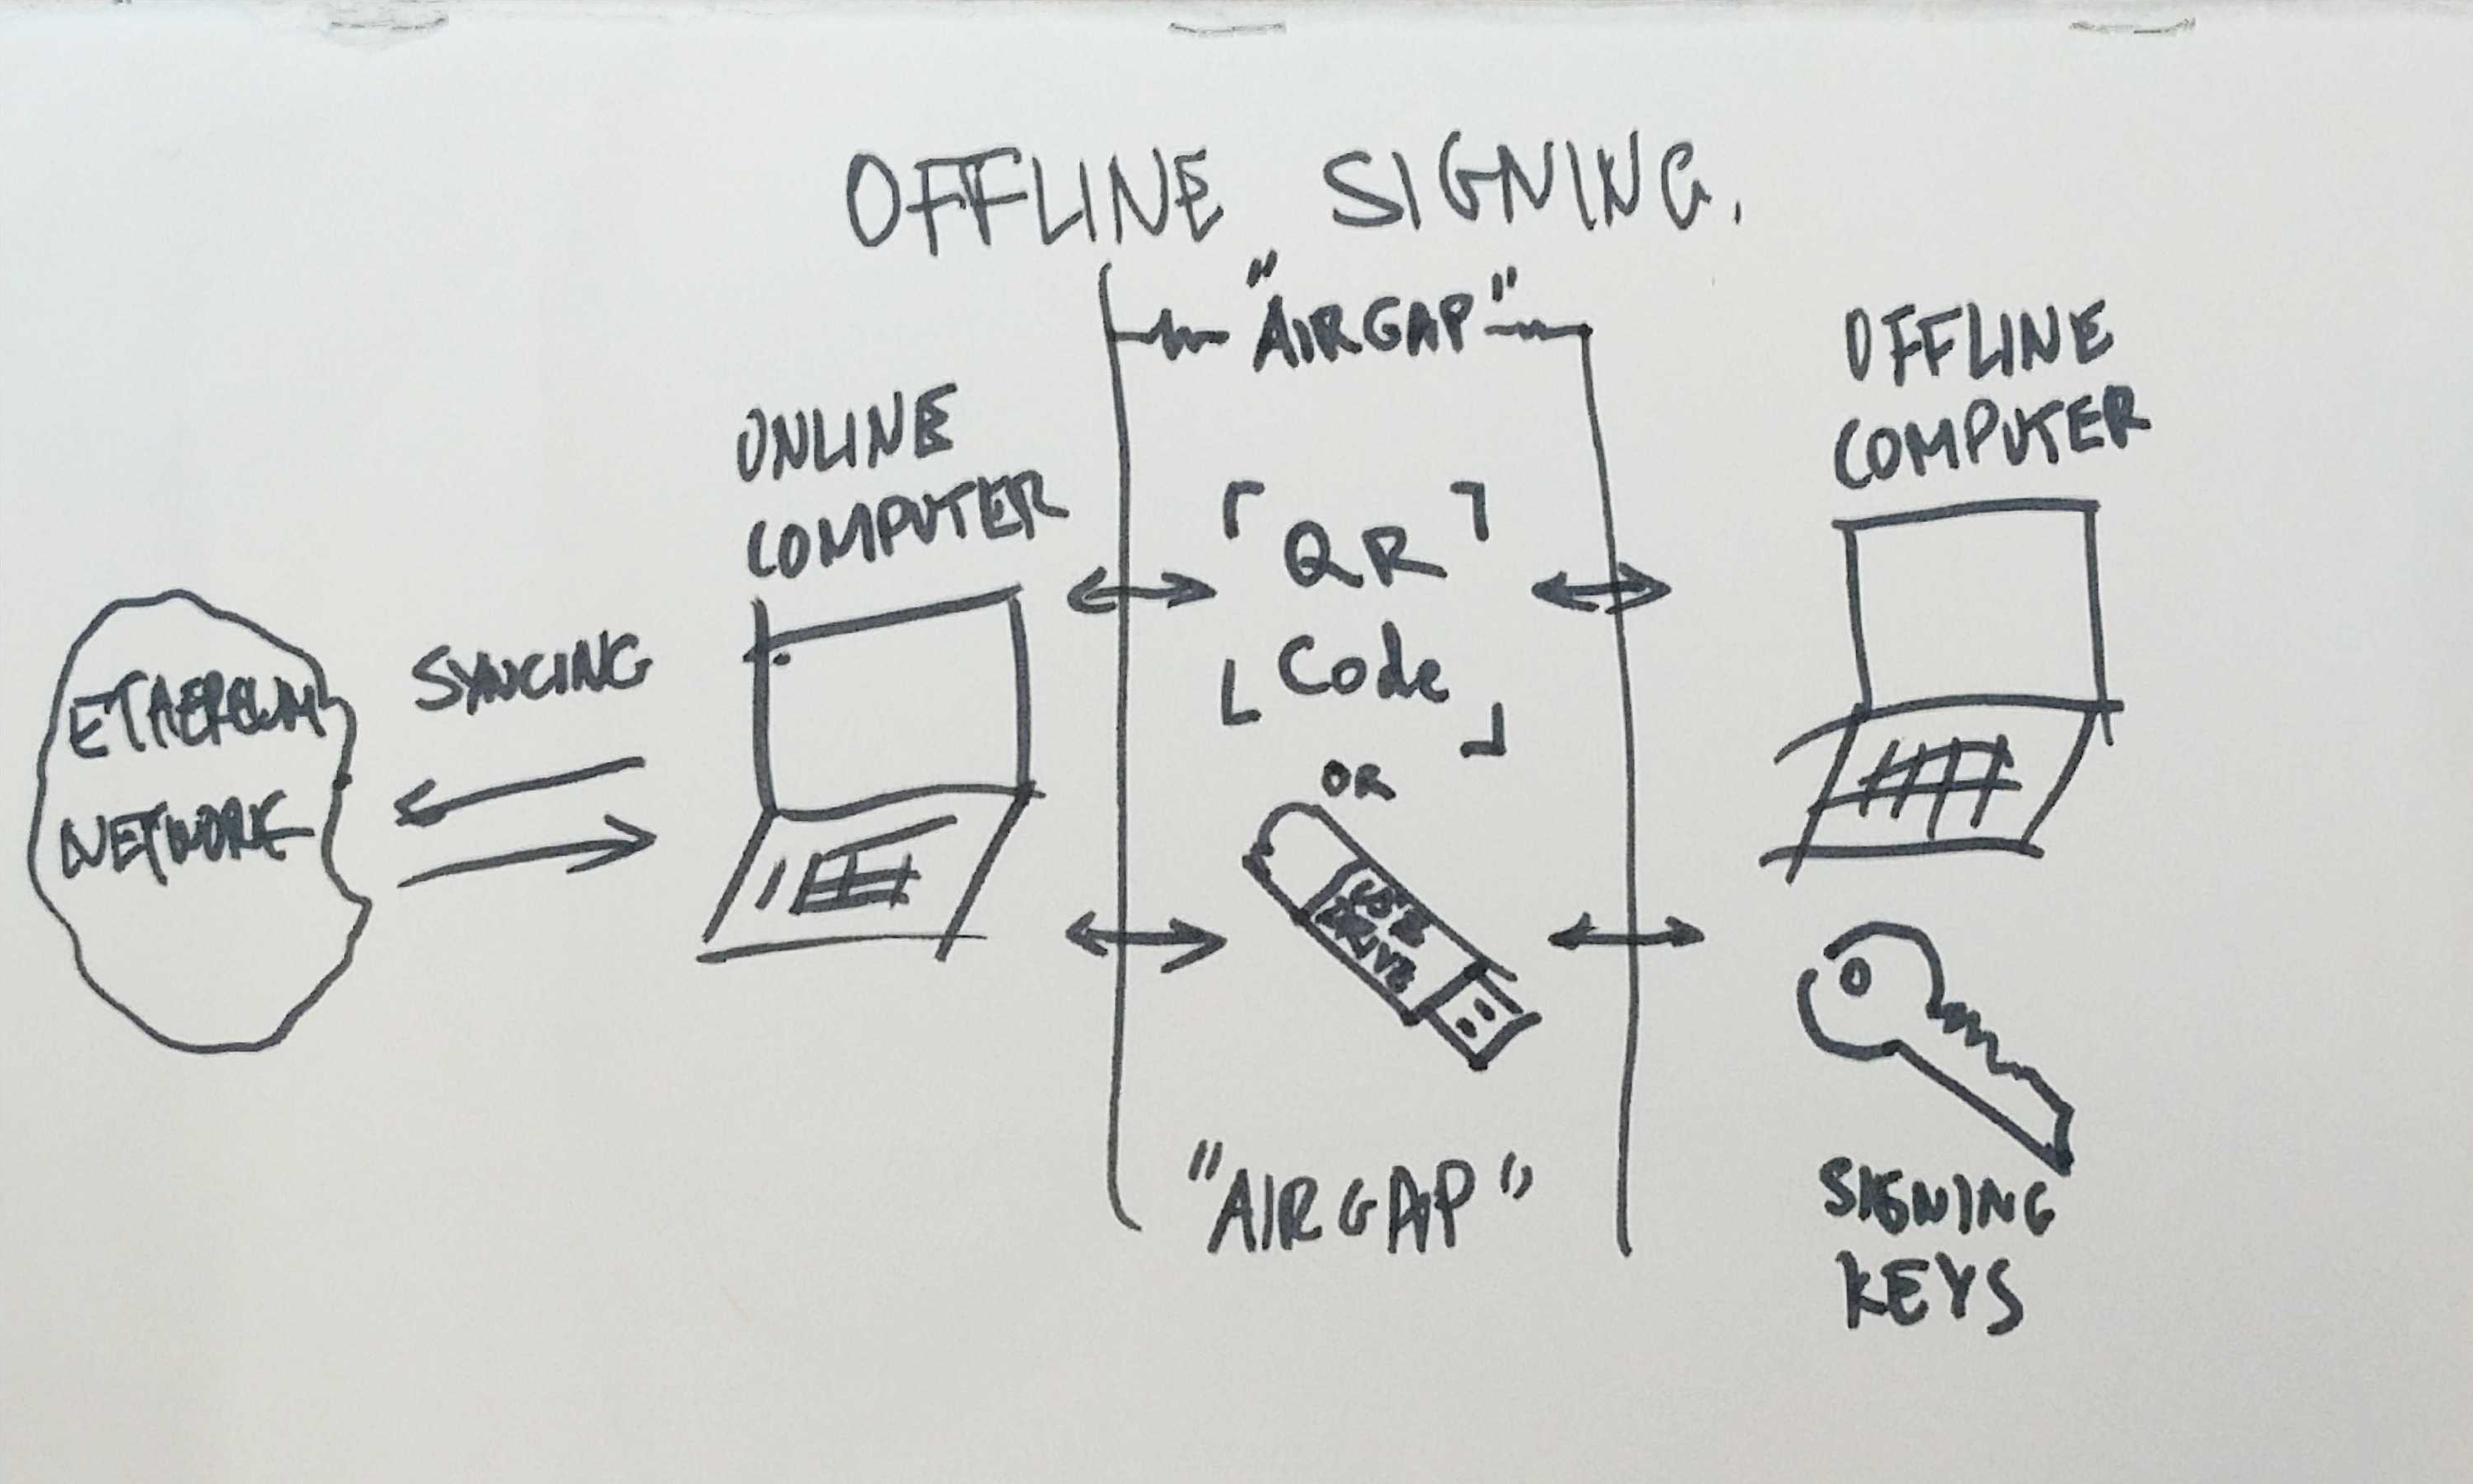 OFFLINE SIGNING.
"AIRGAP"
OFFLINE
COMPUTER
ONLINE
COMPUTER
QR
Code
SYNCING
ETHEREUM
NETWORK
OR
USB
DRIVE
"AIRGAP"
SIGNING
KEYS